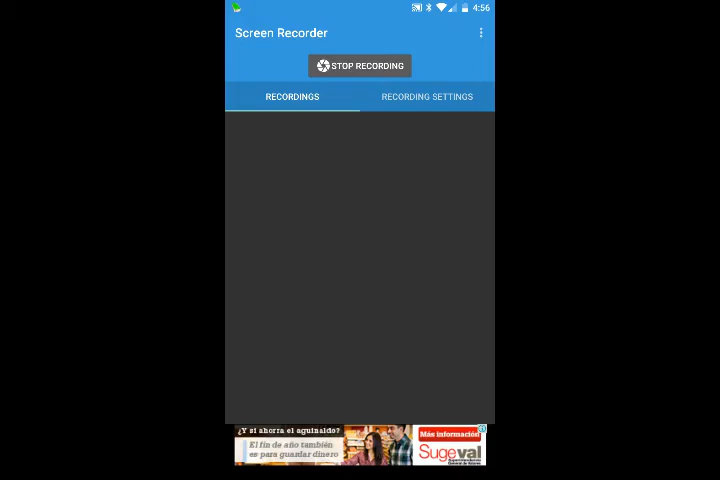 4:56
Screen Recorder
STOP RECORDING
RECORDINGS
RECORDING SETTINGS
¿Y si ahorra el aguinaldo?
El fin de año también
es para guardar dinero
Más información
Sugeval